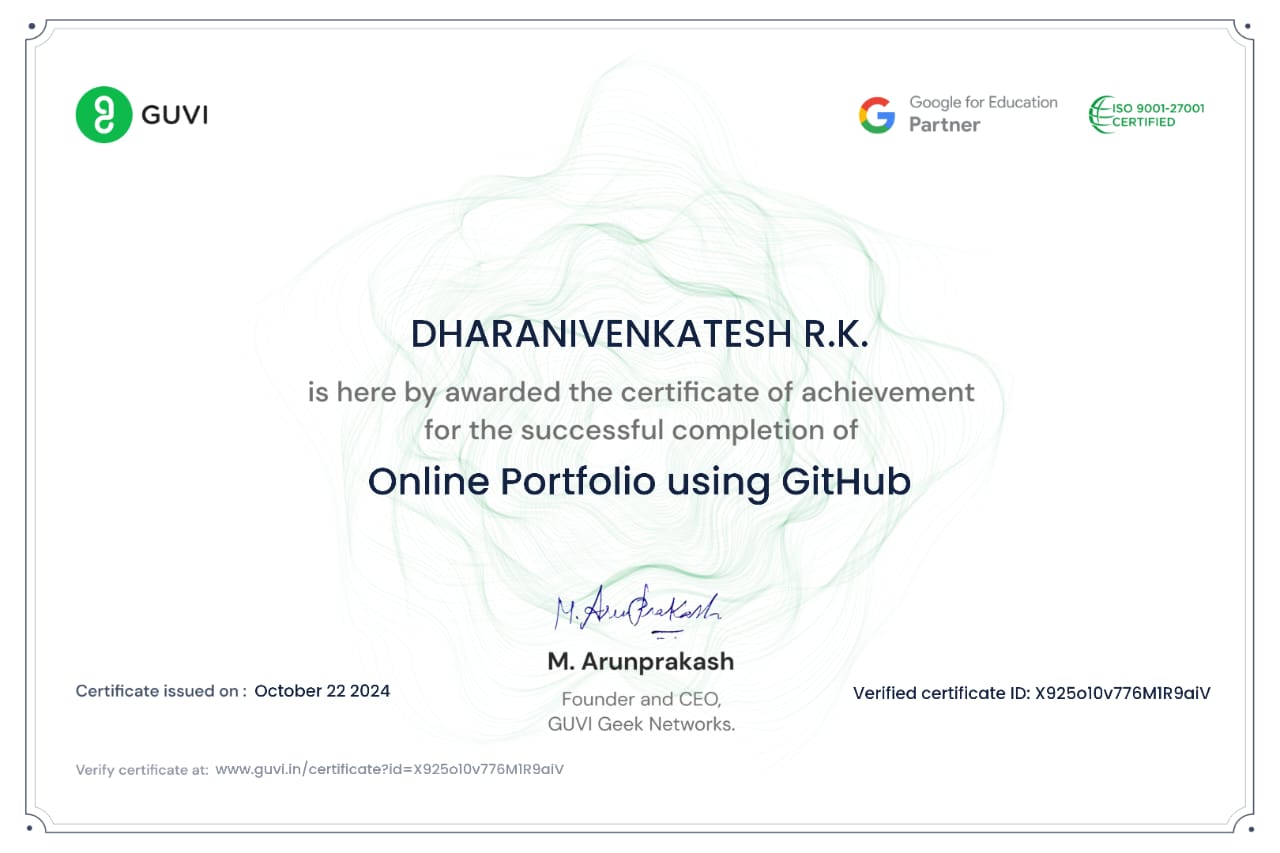 GUVI
Google for Education
Partner
ISO 9001-27001
CERTIFIED
DHARANIVENKATESH R.K.
is here by awarded the certificate of achievement
for the successful completion of
Online Portfolio using GitHub
M. Arunprakash
M. Arunprakash
Founder and CEO,
GUVI Geek Networks.
Certificate issued on : October 22 2024
Verified certificate ID: X925o10v776M1R9aiV
Verify certificate at: www.guvi.in/certificate?id=X925o10v776M1R9aiV